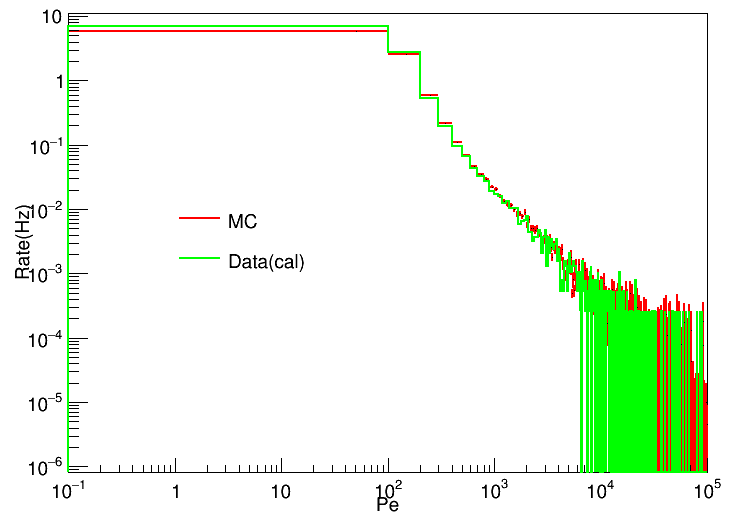 10
1
10⁻¹
10⁻²
10⁻³
10⁻⁴
10⁻⁵
10⁻⁶
Rate(Hz)
MC
Data(cal)
10⁻¹ 1 10 10² 10³ 10⁴ 10⁵
Pe